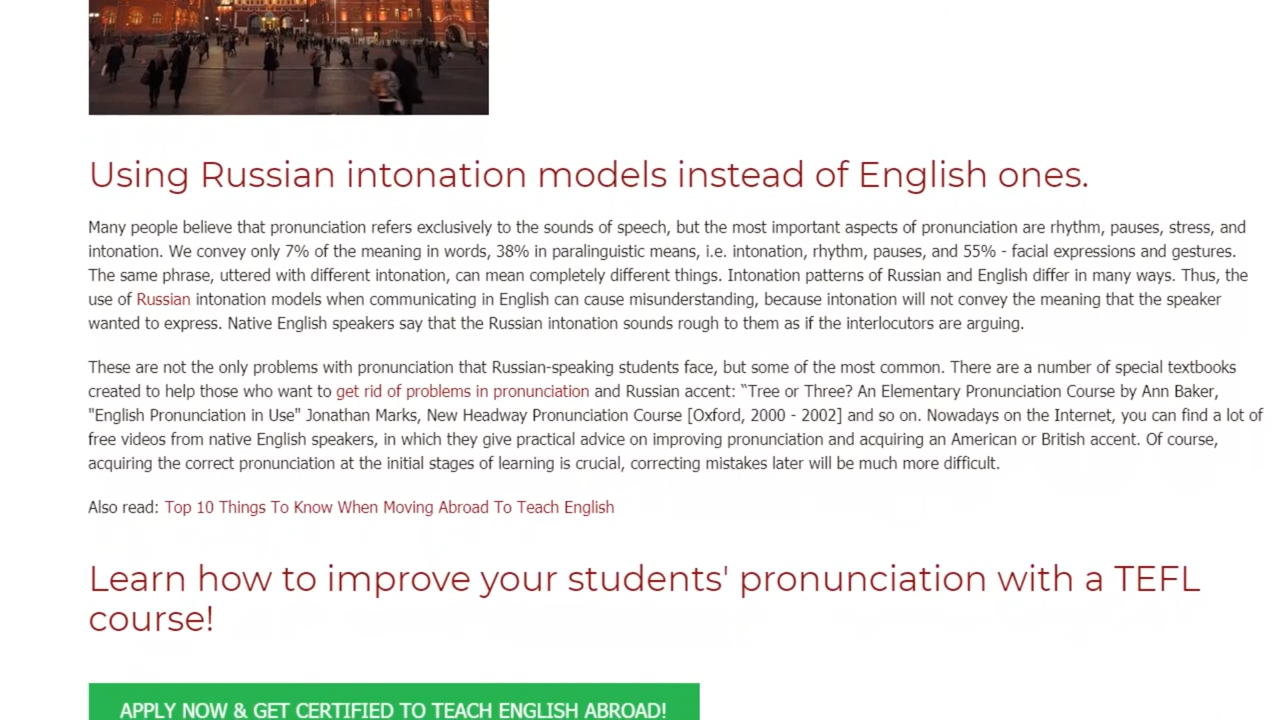 Using Russian intonation models instead of English ones.
Many people believe that pronunciation refers exclusively to the sounds of speech, but the most important aspects of pronunciation are rhythm, pauses, stress, and
intonation. We convey only 7% of the meaning in words, 38% in paralinguistic means, i.e. intonation, rhythm, pauses, and 55% - facial expressions and gestures.
The same phrase, uttered with different intonation, can mean completely different things. Intonation patterns of Russian and English differ in many ways. Thus, the
use of Russian intonation models when communicating in English can cause misunderstanding, because intonation will not convey the meaning that the speaker
wanted to express. Native English speakers say that the Russian intonation sounds rough to them as if the interlocutors are arguing.
These are not the only problems with pronunciation that Russian-speaking students face, but some of the most common. There are a number of special textbooks
created to help those who want to get rid of problems in pronunciation and Russian accent: “Tree or Three? An Elementary Pronunciation Course by Ann Baker,
"English Pronunciation in Use" Jonathan Marks, New Headway Pronunciation Course [Oxford, 2000 - 2002] and so on. Nowadays on the Internet, you can find a lot of
free videos from native English speakers, in which they give practical advice on improving pronunciation and acquiring an American or British accent. Of course,
acquiring the correct pronunciation at the initial stages of learning is crucial, correcting mistakes later will be much more difficult.
Also read: Top 10 Things To Know When Moving Abroad To Teach English
Learn how to improve your students' pronunciation with a TEFL
course!
APPLY NOW & GET CERTIFIED TO TEACH ENGLISH ABROAD!